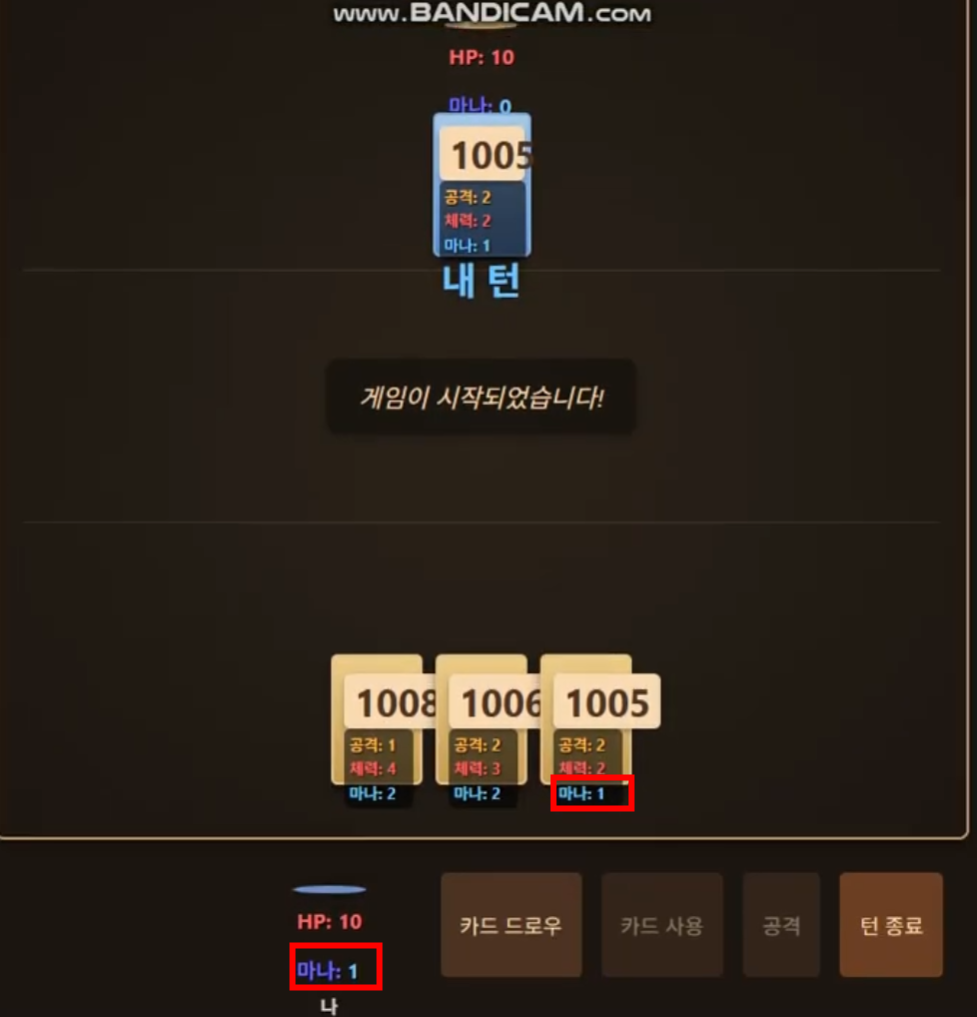 www.BANDICAM.com
HP: 10
마나: 0
1005
공격: 2
체력: 2
마나: 1
내 턴
게임이 시작되었습니다!
1008
공격: 1
체력: 4
마나: 2
1006
공격: 2
체력: 3
마나: 2
1005
공격: 2
체력: 2
마나: 1
HP: 10
마나: 1
나
카드 드로우
카드 사용
공격
턴 종료